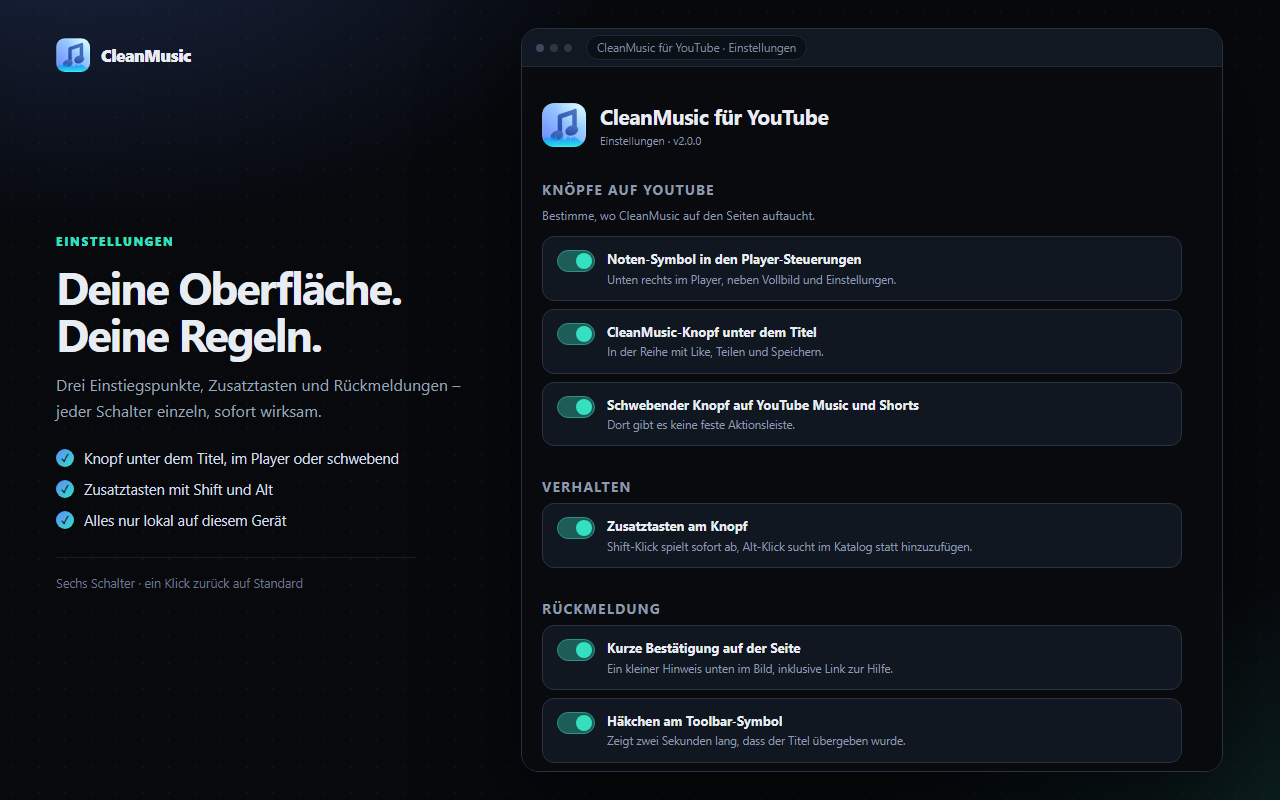 CleanMusic
EINSTELLUNGEN
Deine Oberfläche.
Deine Regeln.
Drei Einstiegspunkte, Zusatztasten und Rückmeldungen –
jeder Schalter einzeln, sofort wirksam.
Knopf unter dem Titel, im Player oder schwebend
Zusatztasten mit Shift und Alt
Alles nur lokal auf diesem Gerät
Sechs Schalter · ein Klick zurück auf Standard
CleanMusic für YouTube · Einstellungen
CleanMusic für YouTube
Einstellungen · v2.0.0
KNÖPFE AUF YOUTUBE
Bestimme, wo CleanMusic auf den Seiten auftaucht.
Noten-Symbol in den Player-Steuerungen
Unten rechts im Player, neben Vollbild und Einstellungen.
CleanMusic-Knopf unter dem Titel
In der Reihe mit Like, Teilen und Speichern.
Schwebender Knopf auf YouTube Music und Shorts
Dort gibt es keine feste Aktionsleiste.
VERHALTEN
Zusatztasten am Knopf
Shift-Klick spielt sofort ab, Alt-Klick sucht im Katalog statt hinzuzufügen.
RÜCKMELDUNG
Kurze Bestätigung auf der Seite
Ein kleiner Hinweis unten im Bild, inklusive Link zur Hilfe.
Häkchen am Toolbar-Symbol
Zeigt zwei Sekunden lang, dass der Titel übergeben wurde.